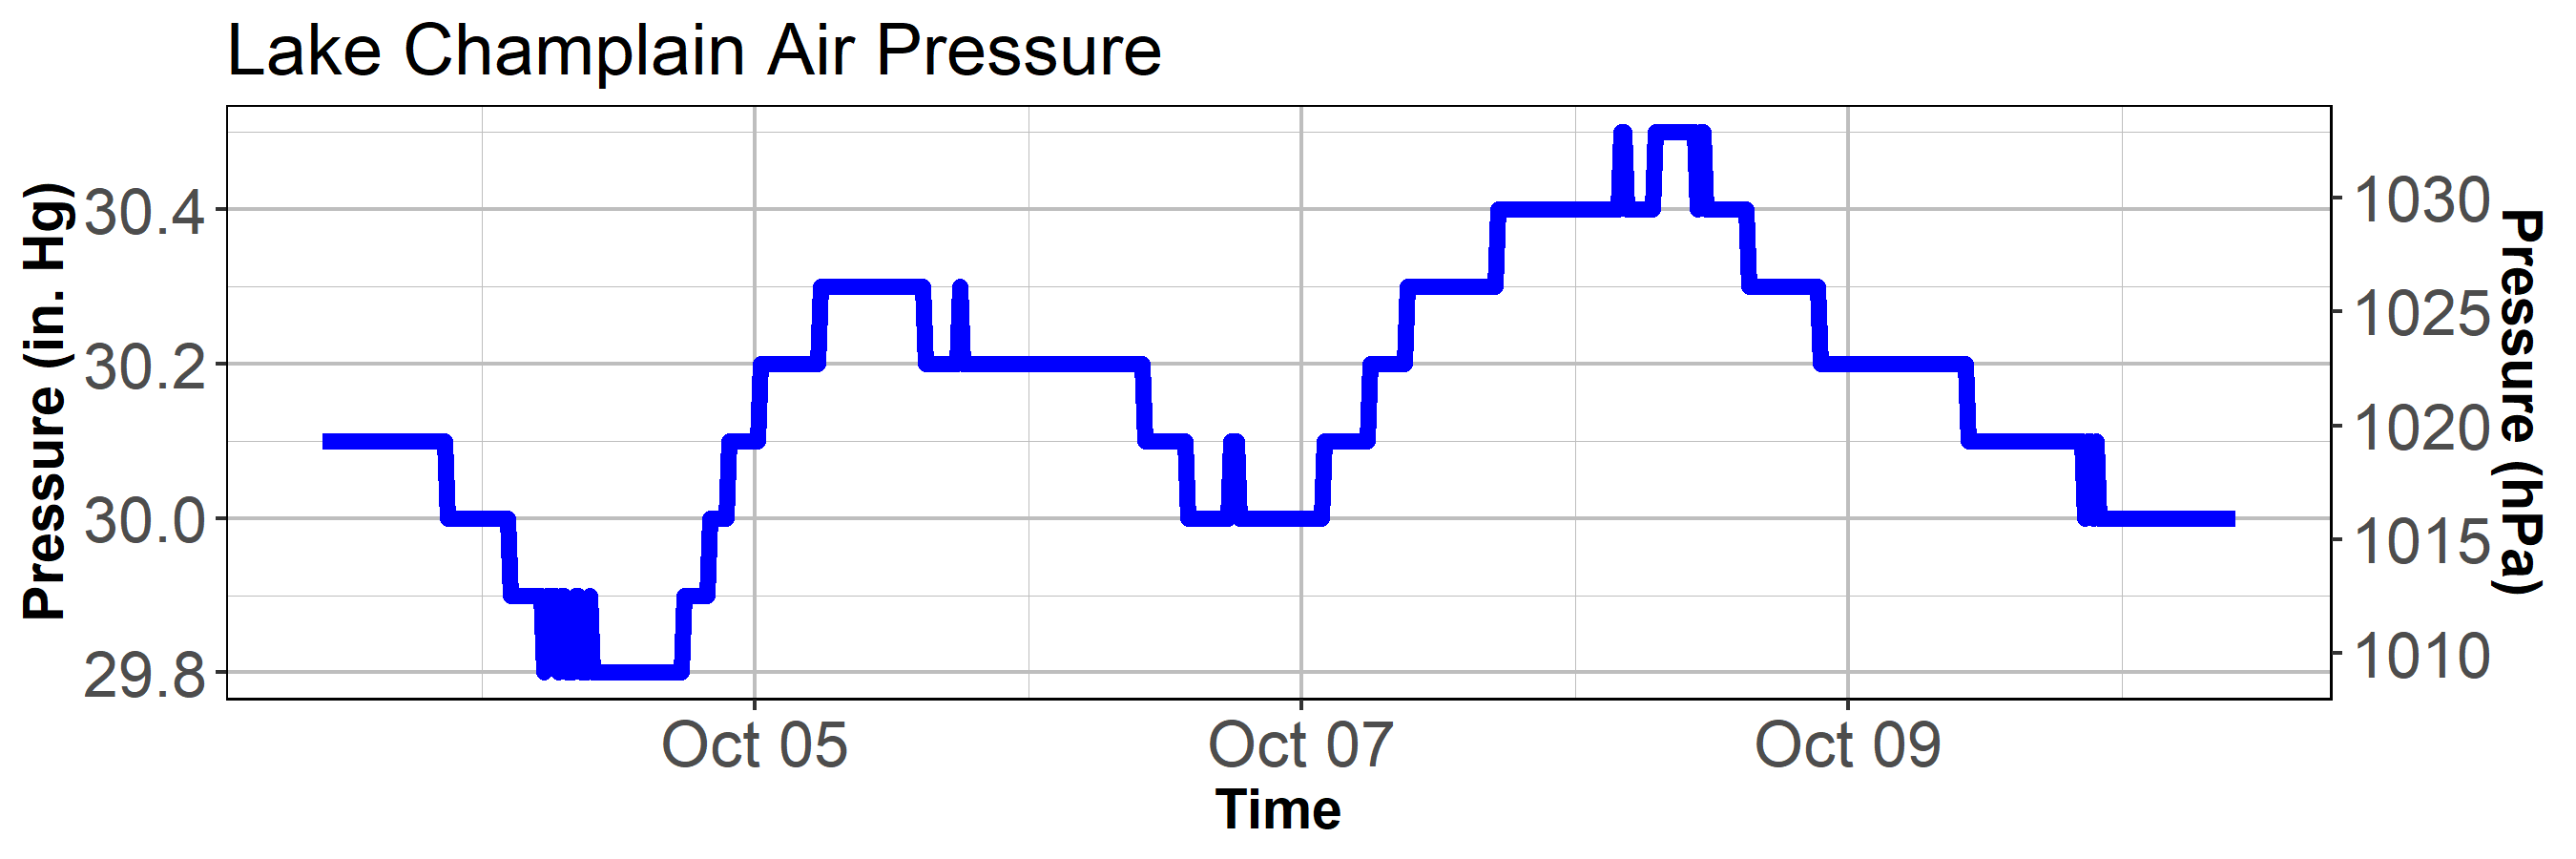 Lake Champlain Air Pressure
Pressure (in. Hg)
30.4
30.2
30.0
29.8
1030
1025
1020
1015
1010
Pressure (hPa)
Oct 05 Oct 07 Oct 09
Time